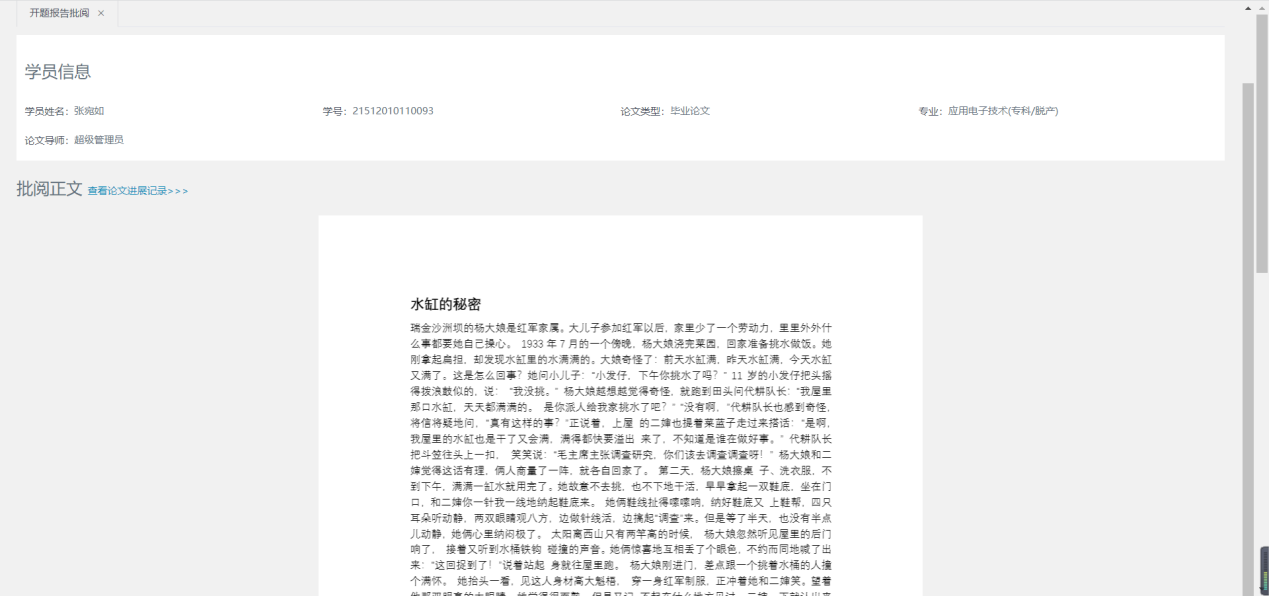 开题报告批阅 ×
学员信息
学员姓名：张宛如 学号：21512010110093 论文类型：毕业论文 专业：应用电子技术(专科/脱产)
论文导师：超级管理员
批阅正文 查看论文进展记录>>>
水缸的秘密
瑞金沙洲坝的杨大娘是红军家属。大儿子参加红军以后，家里少了一个劳动力，里里外外什
么事都要她自己操心。 1933 年 7 月的一个傍晚，杨大娘浇完菜园，回家准备挑水做饭。她
刚拿起扁担，却发现水缸里的水满满的。大娘奇怪了：前天水缸满，昨天水缸满，今天水缸
又满了。这是怎么回事？她问小儿子：“小发仔，下午你挑水了吗？” 11 岁的小发仔把头摇
得拨浪鼓似的，说： “我没挑。” 杨大娘越想越觉得奇怪，就跑到田头问代耕队长：“我屋里
那口水缸，天天都满满的。 是你派人给我家挑水了吧？” “没有啊，”代耕队长也感到奇怪，
将信将疑地问，“真有这样的事？”正说着，上屋 的二婶也提着菜篮子走过来搭话：“是啊，
我屋里的水缸也是干了又会满，满得都快要溢出 来了，不知道是谁在做好事。” 代耕队长
把斗笠往头上一扣， 笑笑说：“毛主席主张调查研究，你们该去调查调查呀！” 杨大娘和二
婶觉得这话有理，俩人商量了一阵，就各自回家了。 第二天，杨大娘擦桌 子、洗衣服，不
到下午，满满一缸水就用完了。她故意不去挑，也不下地干活，早早拿起一双鞋底，坐在门
口，和二婶你一针我一线地纳起鞋底来。 她俩鞋线扯得嗦嗦响，纳好鞋底又 上鞋帮，四只
耳朵听动静，两双眼睛观八方，边做针线活，边搞起“调查”来。但是等了半天，也没有半点
儿动静，她俩心里纳闷极了。 太阳离西山只有两竿高的时候， 杨大娘忽然听见屋里的后门
响了， 接着又听到水桶铁钩 碰撞的声音。她俩惊喜地互相丢了个眼色，不约而同地喊了出
来：“这回捉到了！”说着站起 身就往屋里跑。 杨大娘刚进门，差点跟一个挑着水桶的人撞
个满怀。 她抬头一看，见这人身材高大魁梧， 穿一身红军制服，正冲着她和二婶笑。望着